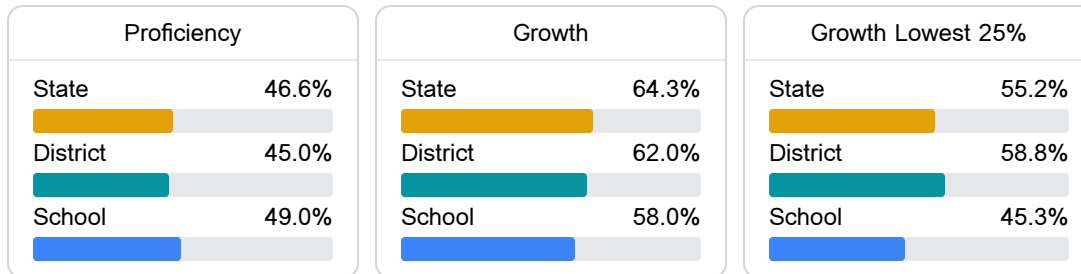 Proficiency
State 46.6%
District 45.0%
School 49.0%
Growth
State 64.3%
District 62.0%
School 58.0%
Growth Lowest 25%
State 55.2%
District 58.8%
School 45.3%